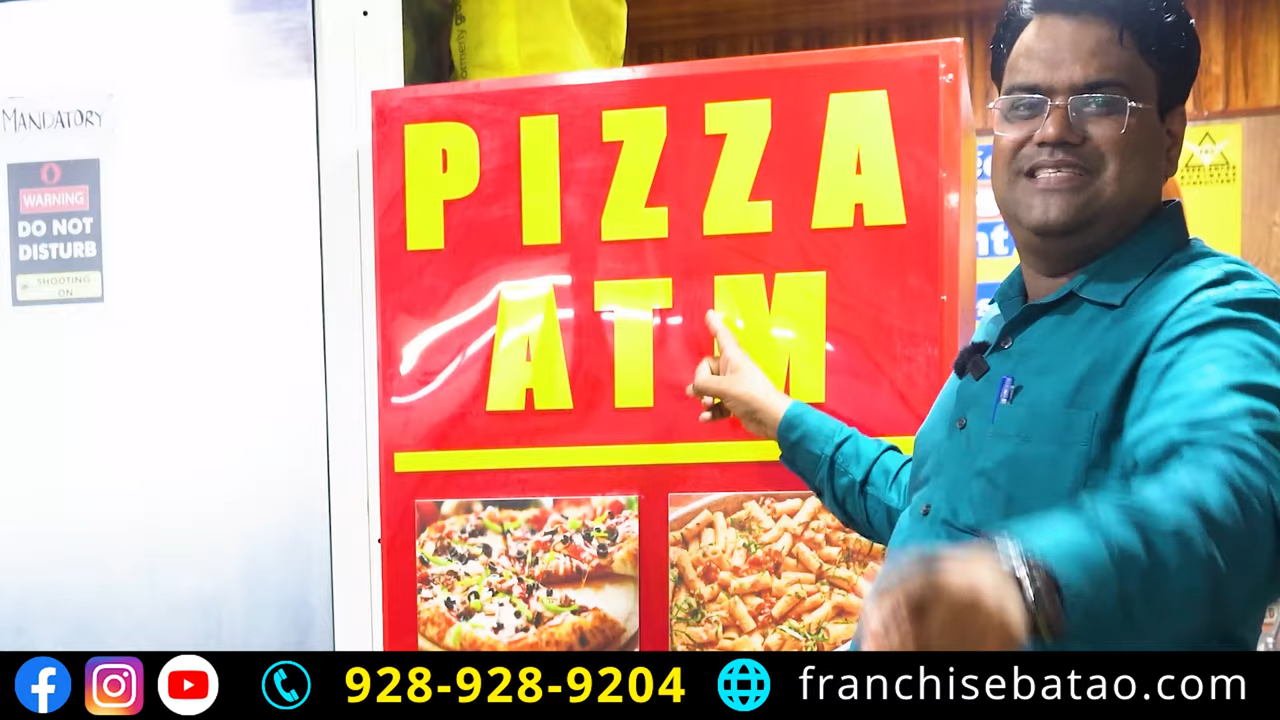 MANDATORY
WARNING
DO NOT
DISTURB
SHOOTING
ON
PIZZA
ATM
928-928-9204
franchisebatao.com